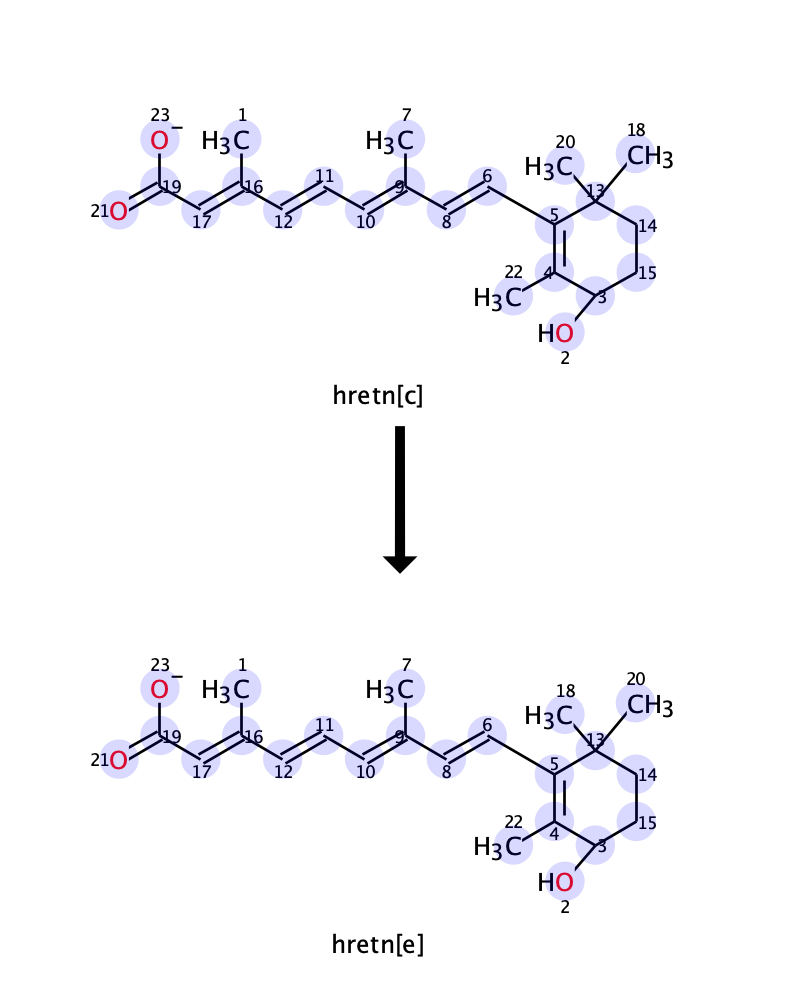 23 1 7 20 18
O⁻ H₃C H₃C H₃C CH₃
19 16 11 9 6 13
21 O 17 12 10 8 5 14
22 4 15
H₃C 3
HO
2
hretn[c]
23 1 7 18 20
O⁻ H₃C H₃C H₃C CH₃
19 16 11 9 6 13
21 O 17 12 10 8 5 14
22 4 15
H₃C 3
HO
2
hretn[e]